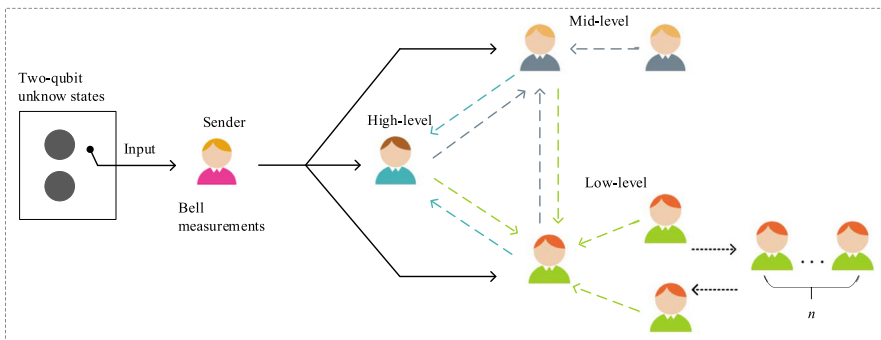 Two-qubit
unknow states
Input
Sender
Bell
measurements
High-level
Mid-level
Low-level
...
n